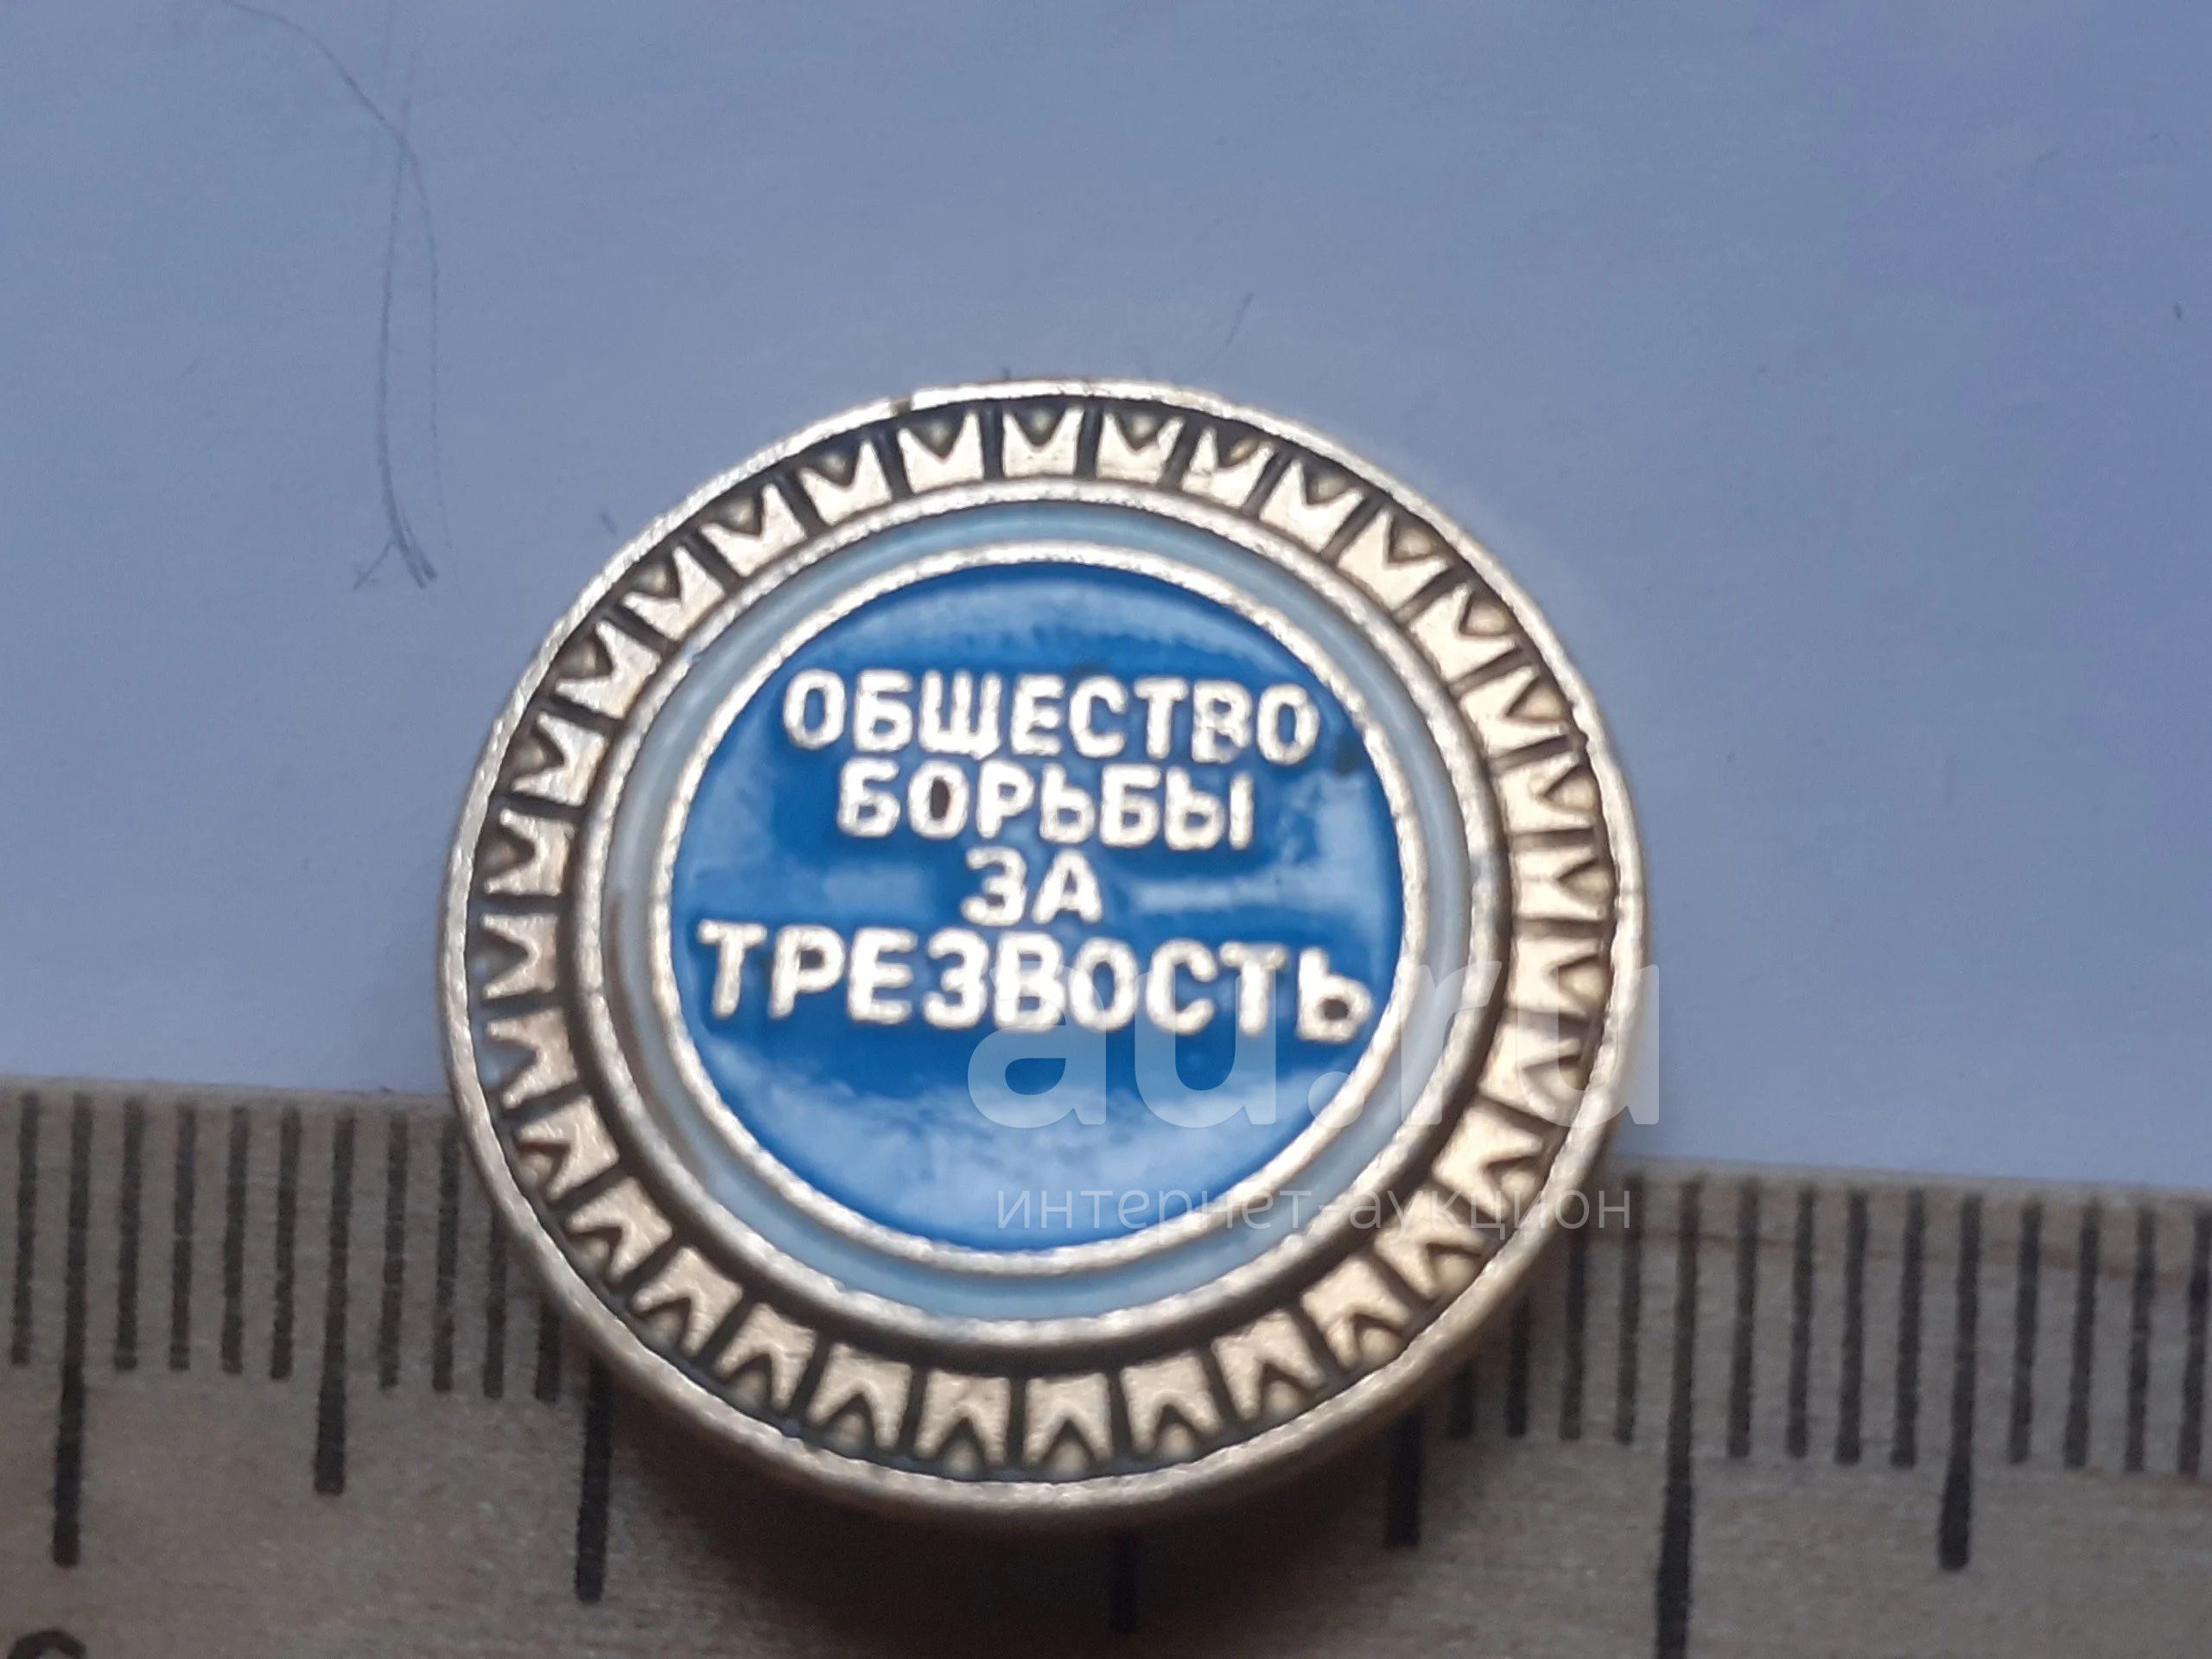 ОБЩЕСТВО
БОРЬБЫ
ЗА
ТРЕЗВОСТЬ
au.ru
интернет-аукцион